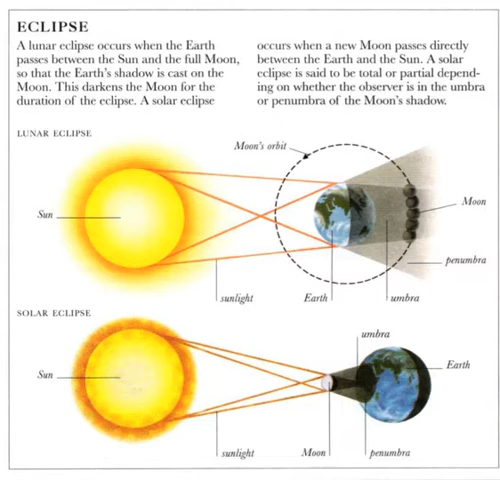 ECLIPSE
A lunar eclipse occurs when the Earth
passes between the Sun and the full Moon,
so that the Earth's shadow is cast on the
Moon. This darkens the Moon for the
duration of the eclipse. A solar eclipse
occurs when a new Moon passes directly
between the Earth and the Sun. A solar
eclipse is said to be total or partial depend-
ing on whether the observer is in the umbra
or penumbra of the Moon's shadow.
LUNAR ECLIPSE
Moon's orbit
Sun
Moon
penumbra
sunlight
Earth
umbra
SOLAR ECLIPSE
umbra
Sun
Earth
sunlight
Moon
penumbra